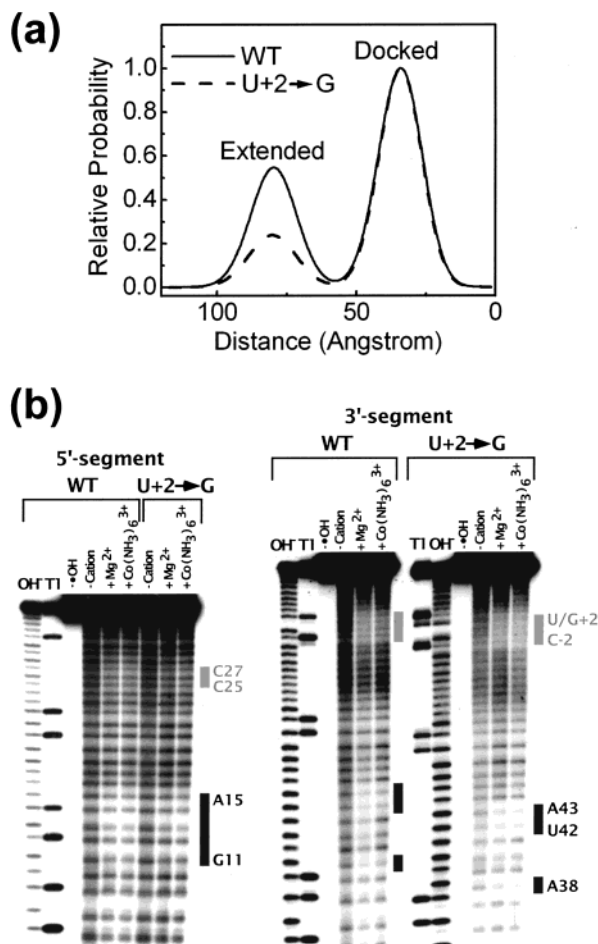 (a)
WT
U+2→G
Docked
Extended
Relative Probability
1.0
0.8
0.6
0.4
0.2
0.0
100
50
0
Distance (Angstrom)
(b)
5'-segment
WT
U+2→G
OH⁻
T1
-•OH
- Cation
+ Mg²⁺
+ Co(NH₃)₆³⁺
- Cation
+ Mg²⁺
+ Co(NH₃)₆³⁺
C27
C25
A15
G11
3'-segment
WT
U+2→G
OH⁻
T1
-•OH
- Cation
+ Mg²⁺
+ Co(NH₃)₆³⁺
T1
OH⁻
-•OH
- Cation
+ Mg²⁺
+ Co(NH₃)₆³⁺
U/G+2
C-2
A43
U42
A38